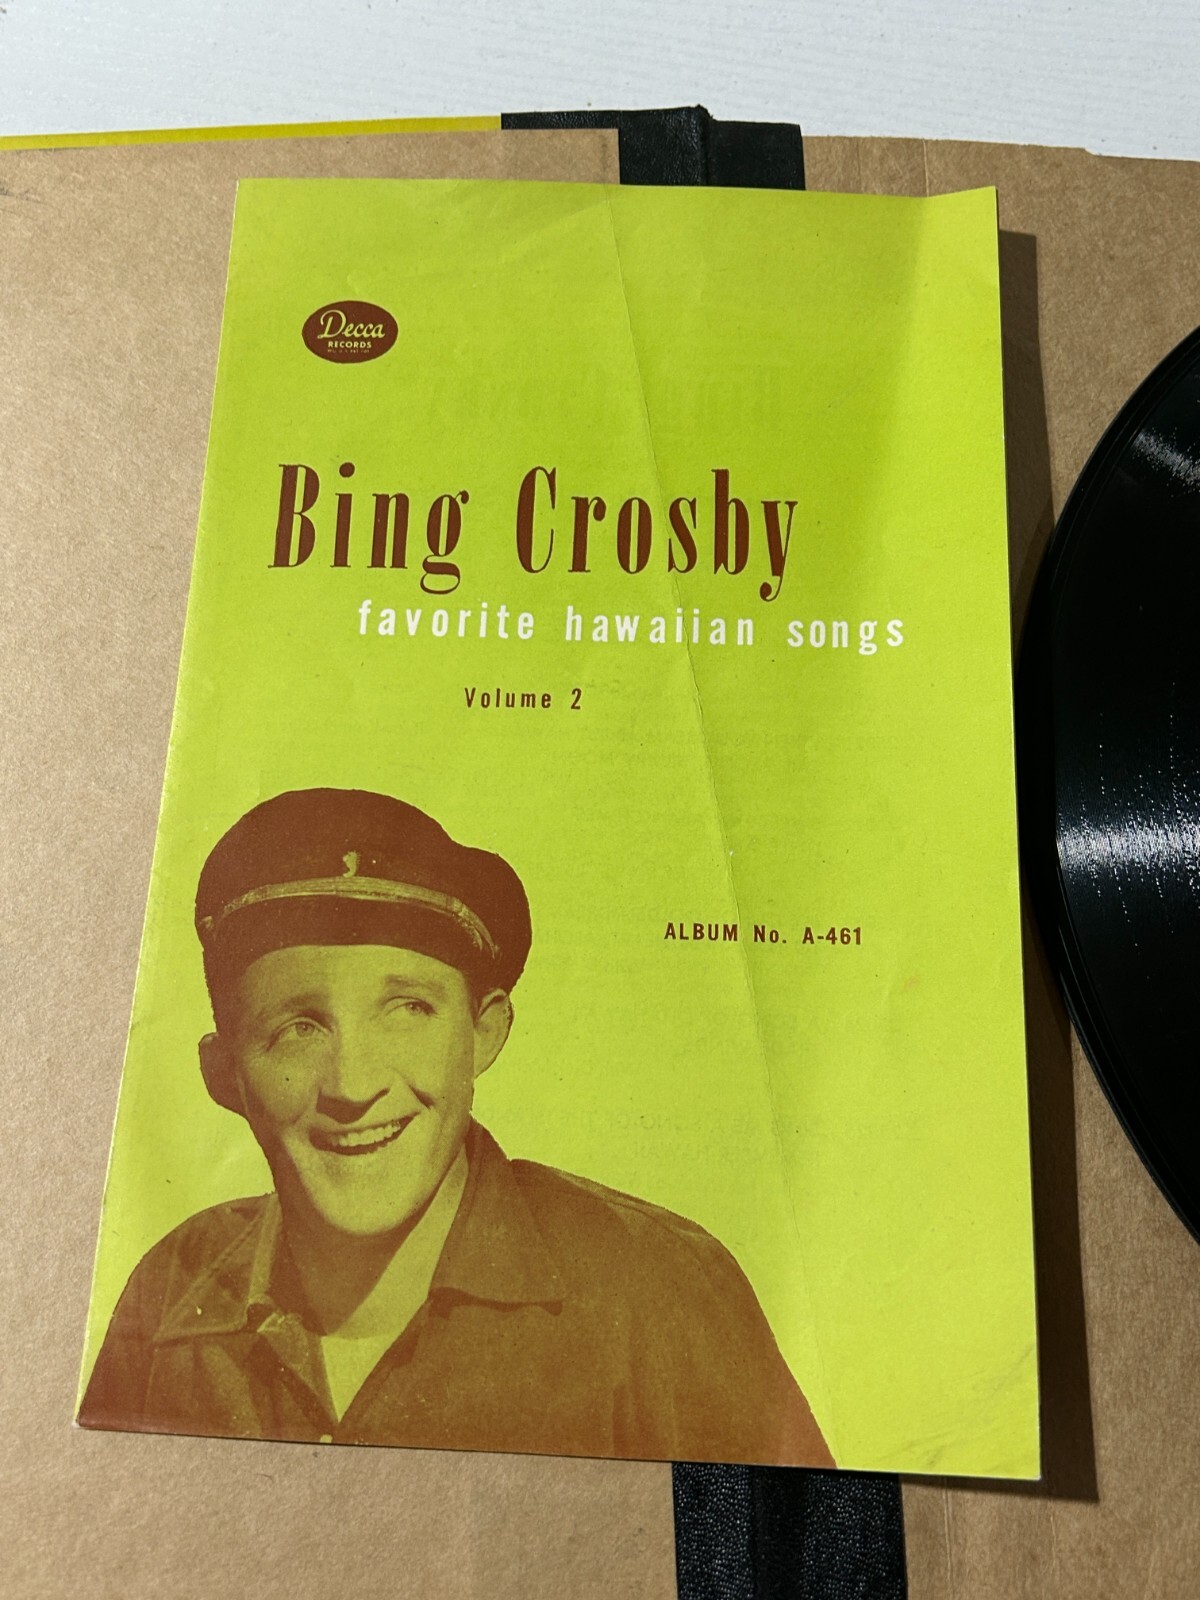 Decca
RECORDS
Bing Crosby
favorite hawaiian songs
Volume 2
ALBUM No. A-461